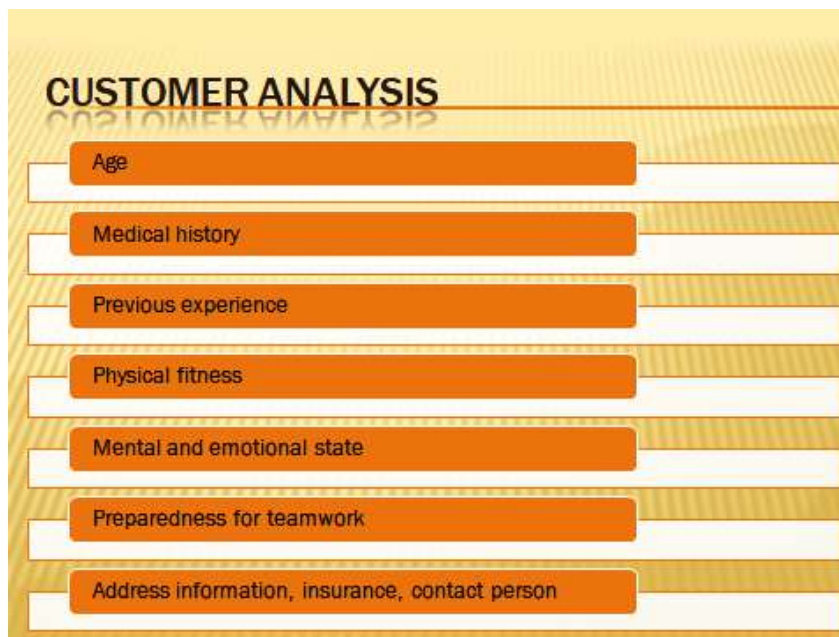 CUSTOMER ANALYSIS
Age
Medical history
Previous experience
Physical fitness
Mental and emotional state
Preparedness for teamwork
Address information, insurance, contact person